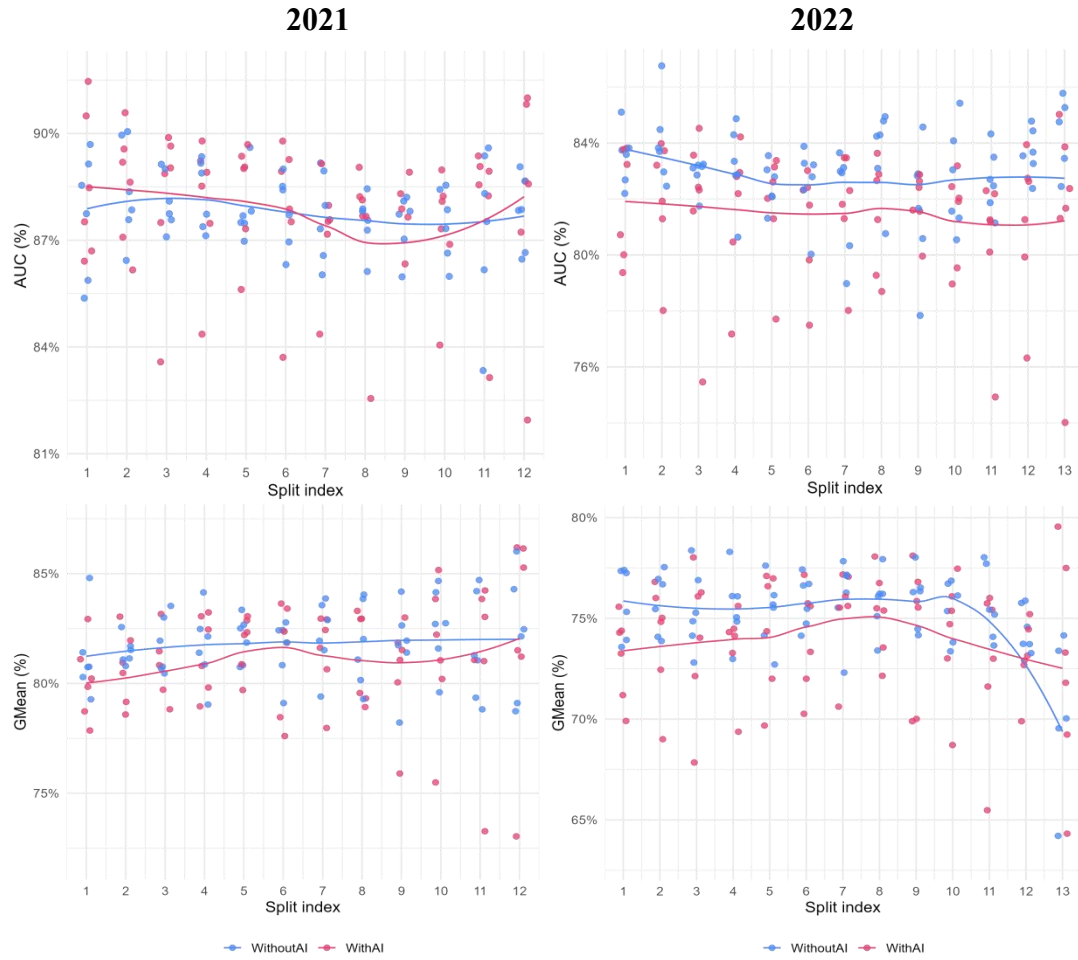 2021 2022
AUC (%)
90%
87%
84%
81%
1 2 3 4 5 6 7 8 9 10 11 12
Split index
AUC (%)
84%
80%
76%
1 2 3 4 5 6 7 8 9 10 11 12 13
Split index
GMean (%)
85%
80%
75%
1 2 3 4 5 6 7 8 9 10 11 12
Split index
WithoutAI WithAI
GMean (%)
80%
75%
70%
65%
1 2 3 4 5 6 7 8 9 10 11 12 13
Split index
WithoutAI WithAI